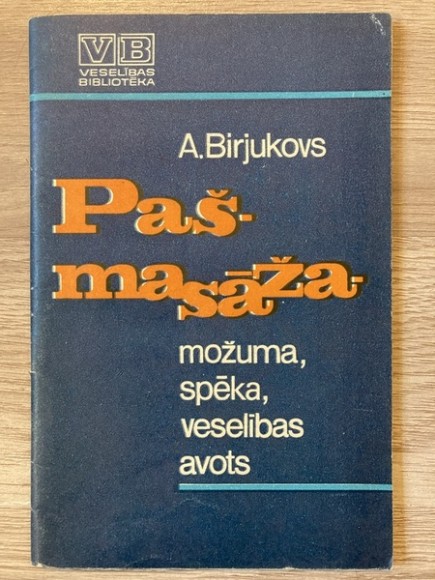 VB
VESELĪBAS
BIBLIOTĒKA
A.Birjukovs
Paš-
masāža-
možuma,
spēka,
veselības
avots